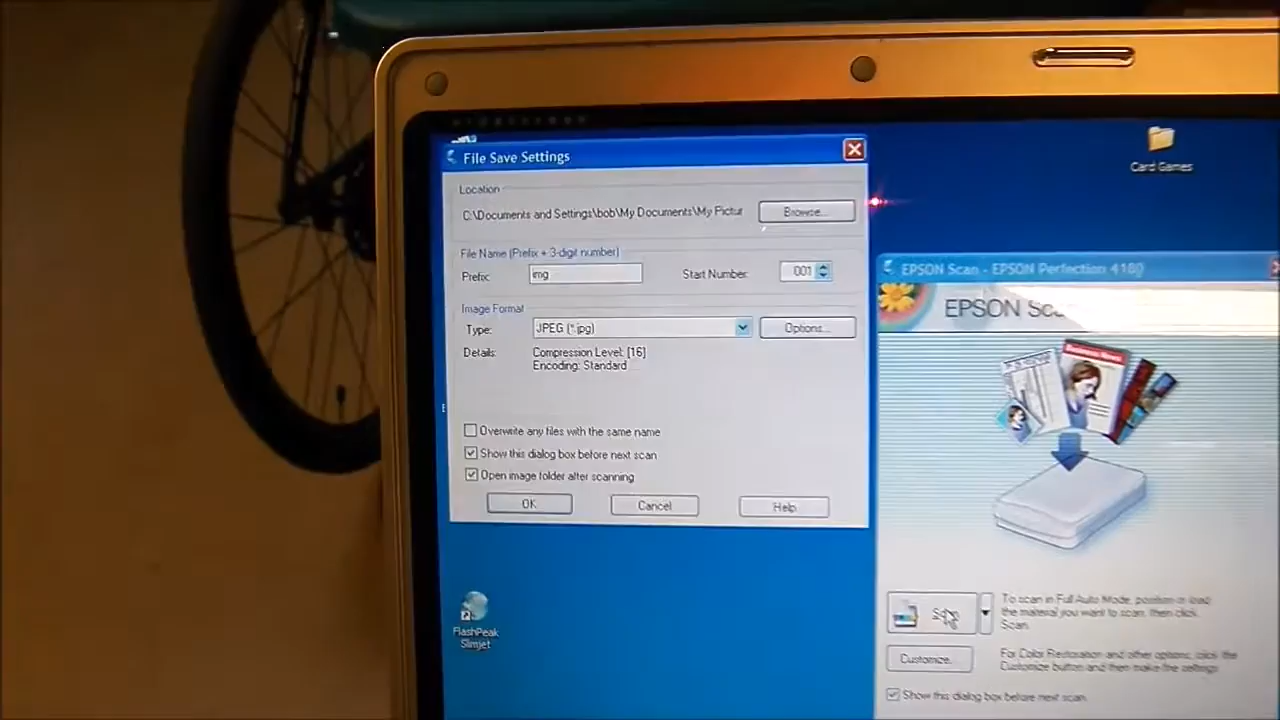 File Save Settings
Location
C:\Documents and Settings\bob\My Documents\My Pictur
Browse...
File Name (Prefix + 3-digit number)
Prefix:
img
Start Number:
001
Image Format
Type:
JPEG (*.jpg)
Options...
Details:
Compression Level: [16]
Encoding: Standard
Overwrite any files with the same name
Show this dialog box before next scan
Open image folder after scanning
OK
Cancel
Help
Card Games
EPSON Scan - EPSON Perfection 4180
EPSON
Business News
Scan
To scan in Full Auto Mode, position or load
the material you want to scan, then click
Scan.
Customize...
For Color Restoration and other options, click the
Customize button and then make the settings.
Show this dialog box before next scan.
FlashPeak
Slimjet